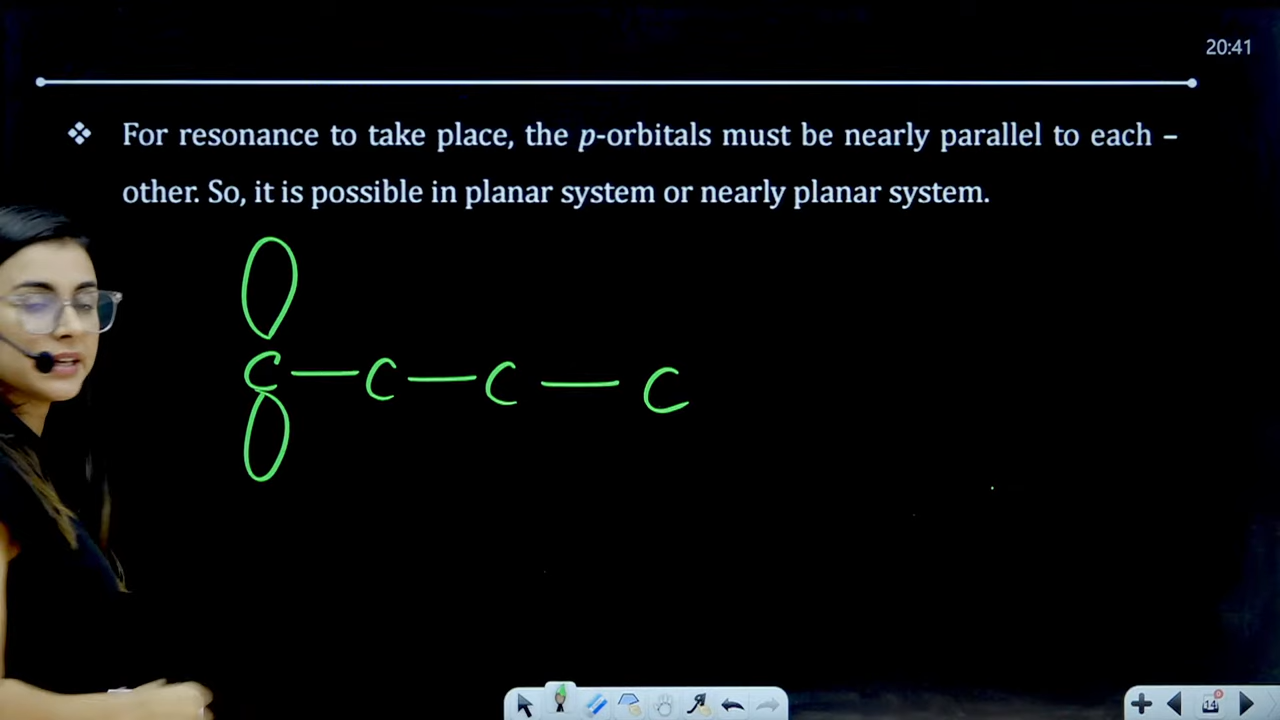 20:41
❖ For resonance to take place, the p-orbitals must be nearly parallel to each –
other. So, it is possible in planar system or nearly planar system.
C — C — C — C
14